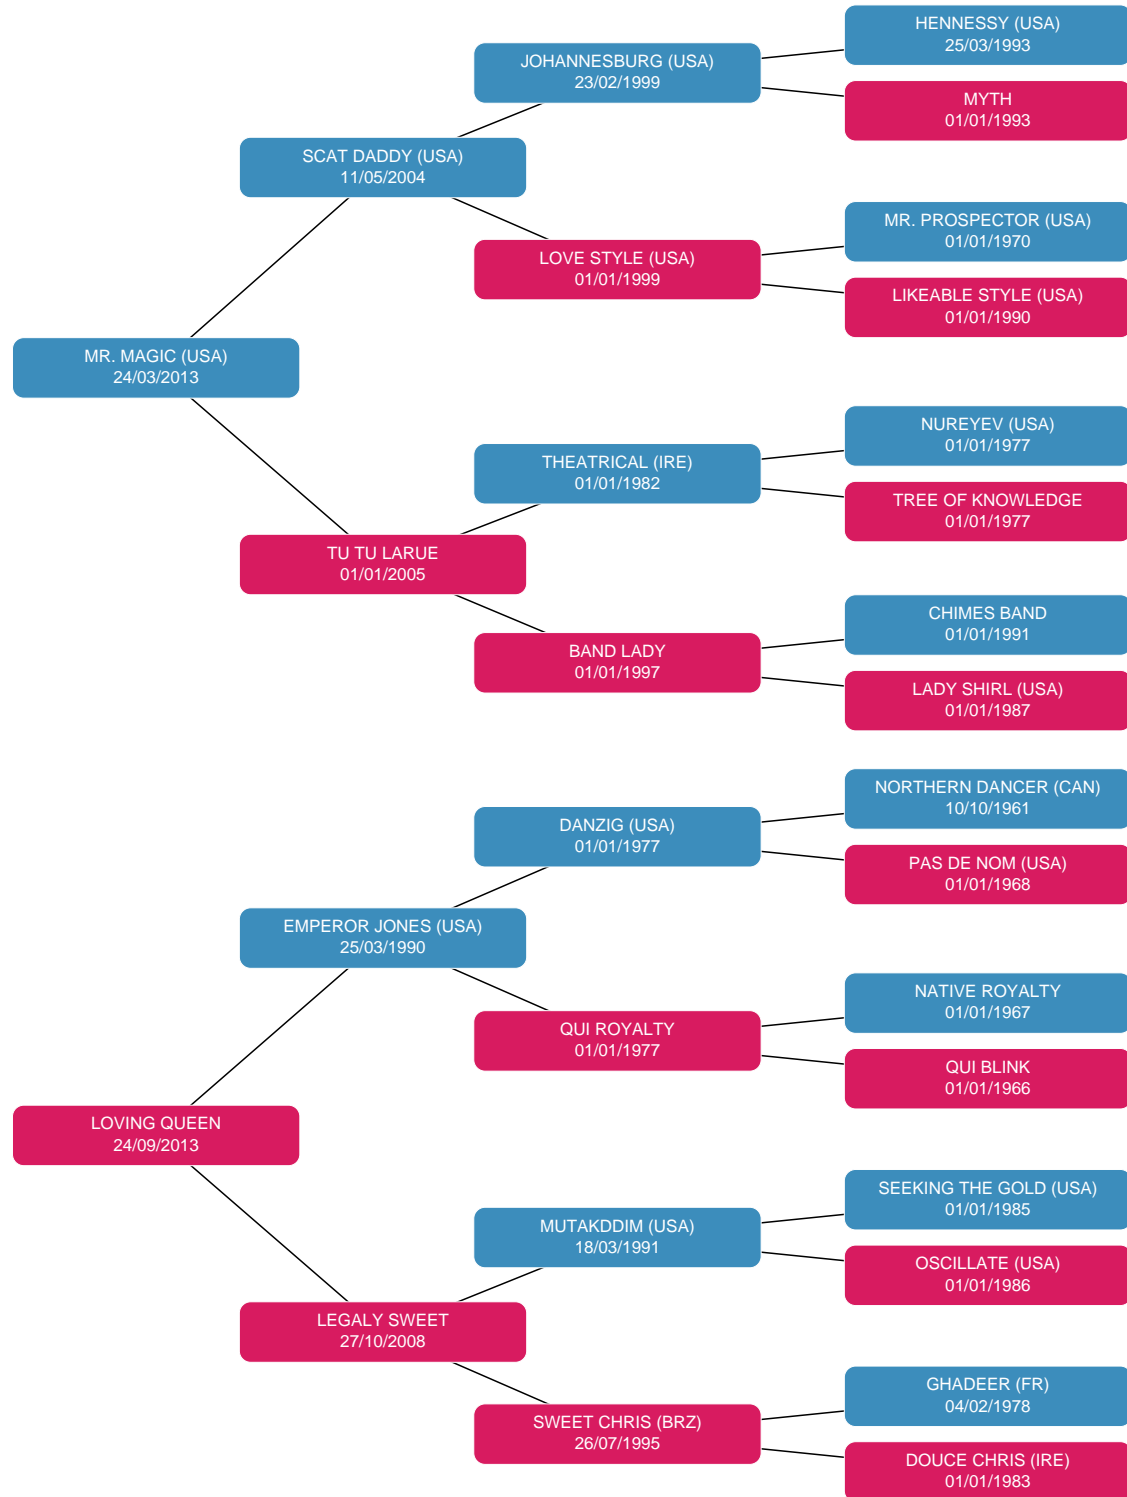 HENNESSY (USA)
25/03/1993
JOHANNESBURG (USA)
23/02/1999
MYTH
01/01/1993
SCAT DADDY (USA)
11/05/2004
MR. PROSPECTOR (USA)
01/01/1970
LOVE STYLE (USA)
01/01/1999
LIKEABLE STYLE (USA)
01/01/1990
MR. MAGIC (USA)
24/03/2013
NUREYEV (USA)
01/01/1977
THEATRICAL (IRE)
01/01/1982
TREE OF KNOWLEDGE
01/01/1977
TU TU LARUE
01/01/2005
CHIMES BAND
01/01/1991
BAND LADY
01/01/1997
LADY SHIRL (USA)
01/01/1987
NORTHERN DANCER (CAN)
10/10/1961
DANZIG (USA)
01/01/1977
PAS DE NOM (USA)
01/01/1968
EMPEROR JONES (USA)
25/03/1990
NATIVE ROYALTY
01/01/1967
QUI ROYALTY
01/01/1977
QUI BLINK
01/01/1966
LOVING QUEEN
24/09/2013
SEEKING THE GOLD (USA)
01/01/1985
MUTAKDDIM (USA)
18/03/1991
OSCILLATE (USA)
01/01/1986
LEGALY SWEET
27/10/2008
GHADEER (FR)
04/02/1978
SWEET CHRIS (BRZ)
26/07/1995
DOUCE CHRIS (IRE)
01/01/1983